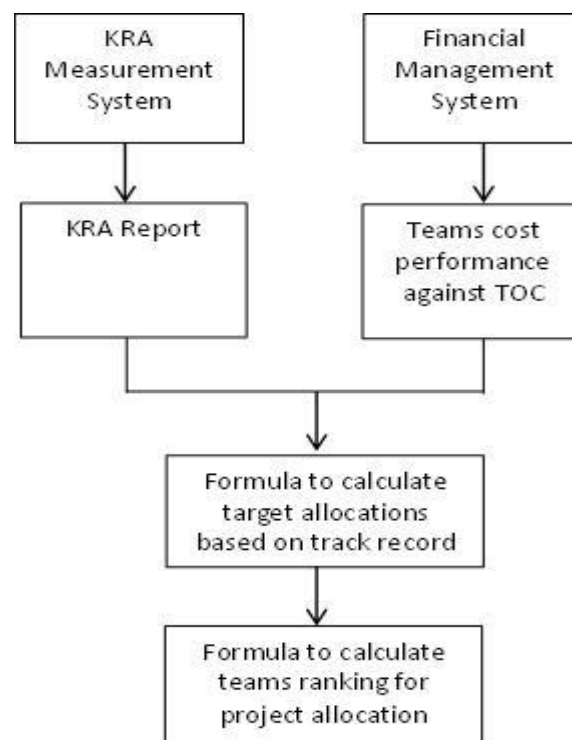 KRA
Measurement
System
Financial
Management
System
KRA Report
Teams cost
performance
against TOC
Formula to calculate
target allocations
based on track record
Formula to calculate
teams ranking for
project allocation